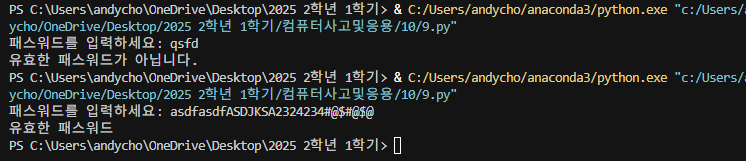 PS C:\Users\andycho\OneDrive\Desktop\2025 2학년 1학기> & C:/Users/andycho/anaconda3/python.exe "c:/Users/a
ycho/OneDrive/Desktop/2025 2학년 1학기/컴퓨터사고및응용/10/9.py"
패스워드를 입력하세요: qsfd
유효한 패스워드가 아닙니다.
PS C:\Users\andycho\OneDrive\Desktop\2025 2학년 1학기> & C:/Users/andycho/anaconda3/python.exe "c:/Users/a
ycho/OneDrive/Desktop/2025 2학년 1학기/컴퓨터사고및응용/10/9.py"
패스워드를 입력하세요: asdfasdfASDJKSA2324234#@$#@$@
유효한 패스워드
PS C:\Users\andycho\OneDrive\Desktop\2025 2학년 1학기>